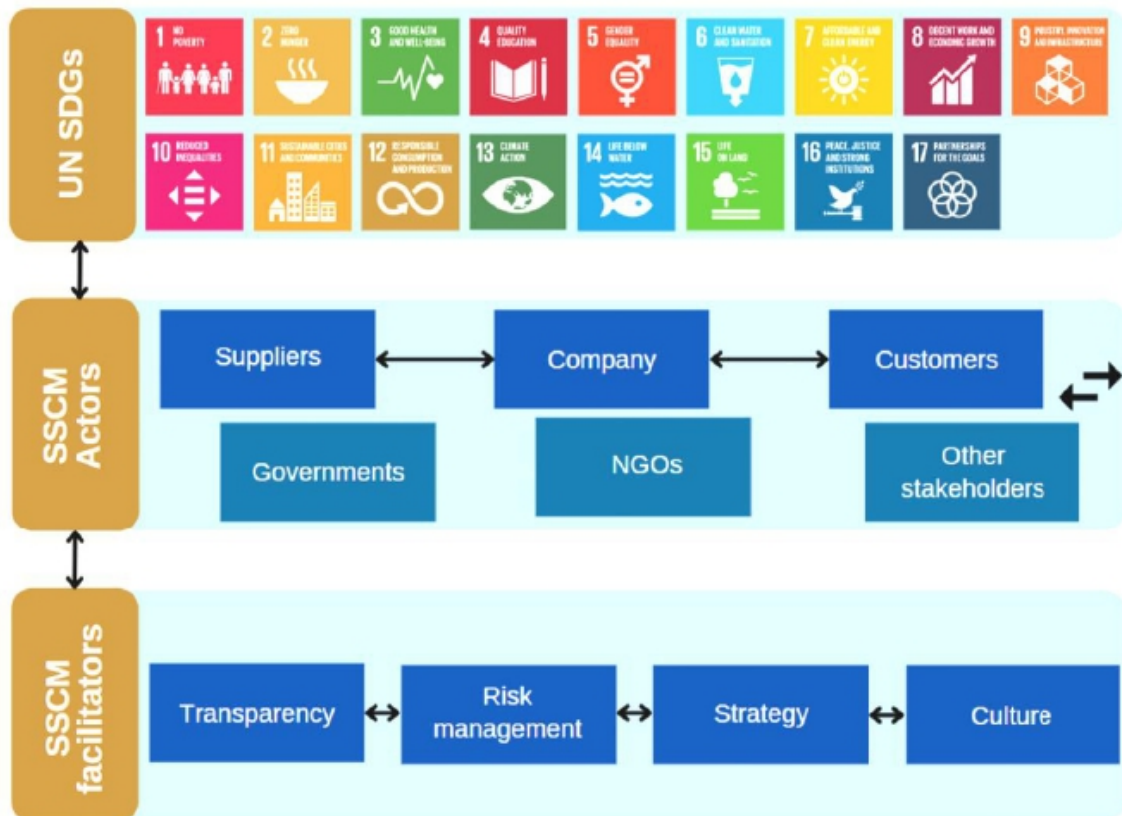 UN SDGs
1 NO
POVERTY
2 ZERO
HUNGER
3 GOOD HEALTH
AND WELL-BEING
4 QUALITY
EDUCATION
5 GENDER
EQUALITY
6 CLEAN WATER
AND SANITATION
7 AFFORDABLE AND
CLEAN ENERGY
8 DECENT WORK AND
ECONOMIC GROWTH
9 INDUSTRY, INNOVATION
AND INFRASTRUCTURE
10 REDUCED
INEQUALITIES
11 SUSTAINABLE CITIES
AND COMMUNITIES
12 RESPONSIBLE
CONSUMPTION
AND PRODUCTION
13 CLIMATE
ACTION
14 LIFE BELOW
WATER
15 LIFE
ON LAND
16 PEACE, JUSTICE
AND STRONG
INSTITUTIONS
17 PARTNERSHIPS
FOR THE GOALS
SSCM
Actors
Suppliers
Company
Customers
Governments
NGOs
Other
stakeholders
SSCM
facilitators
Transparency
Risk
management
Strategy
Culture